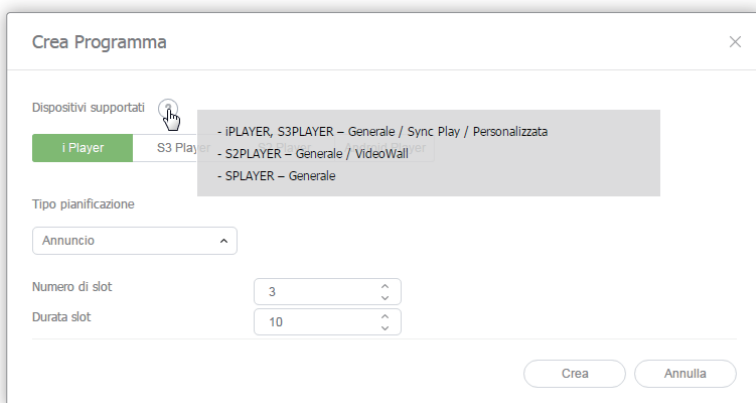 Crea Programma
Dispositivi supportati
- iPLAYER, S3PLAYER – Generale / Sync Play / Personalizzata
i Player S3 Player
- S2PLAYER – Generale / VideoWall
- SPLAYER – Generale
Tipo pianificazione
Annuncio
Numero di slot 3
Durata slot 10
Crea Annulla